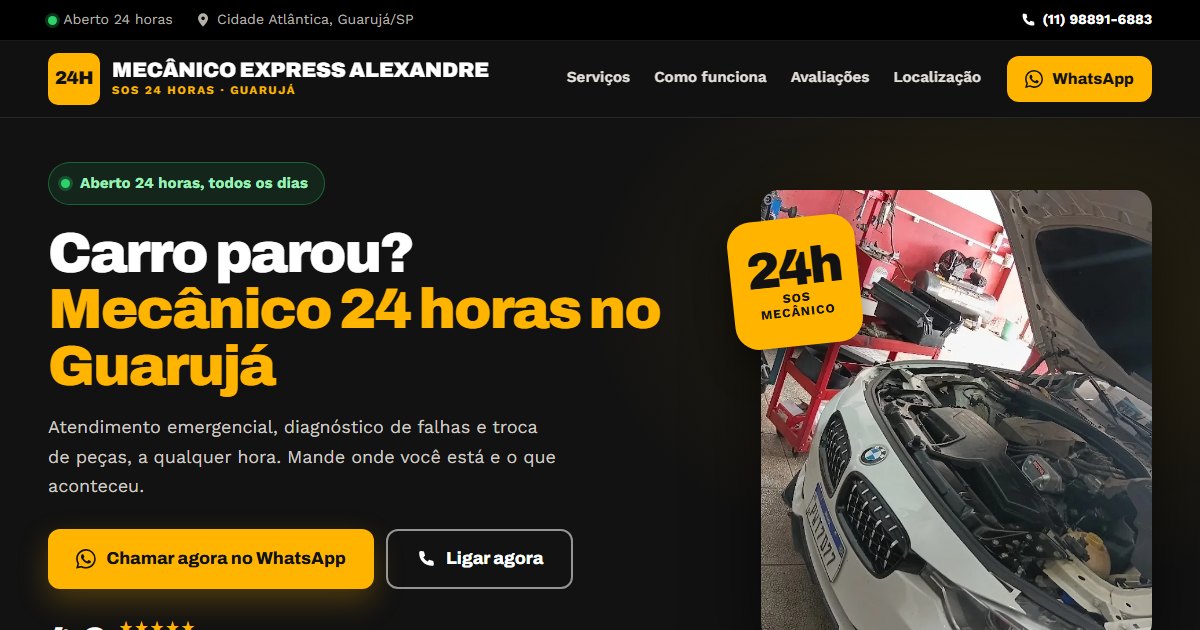 Aberto 24 horas
Cidade Atlântica, Guarujá/SP
(11) 98891-6883
24H
MECÂNICO EXPRESS ALEXANDRE
SOS 24 HORAS · GUARUJÁ
Serviços
Como funciona
Avaliações
Localização
WhatsApp
Aberto 24 horas, todos os dias
Carro parou?
Mecânico 24 horas no
Guarujá
Atendimento emergencial, diagnóstico de falhas e troca
de peças, a qualquer hora. Mande onde você está e o que
aconteceu.
Chamar agora no WhatsApp
Ligar agora
24h
SOS
MECÂNICO